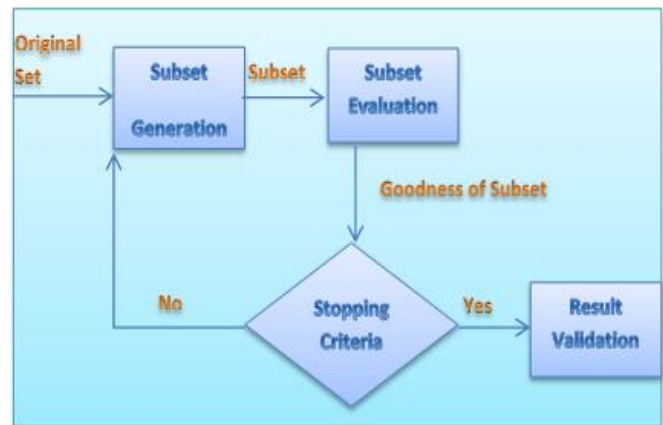 Original
Set
Subset
Generation
Subset
Subset
Evaluation
Goodness of Subset
No
Stopping
Criteria
Yes
Result
Validation